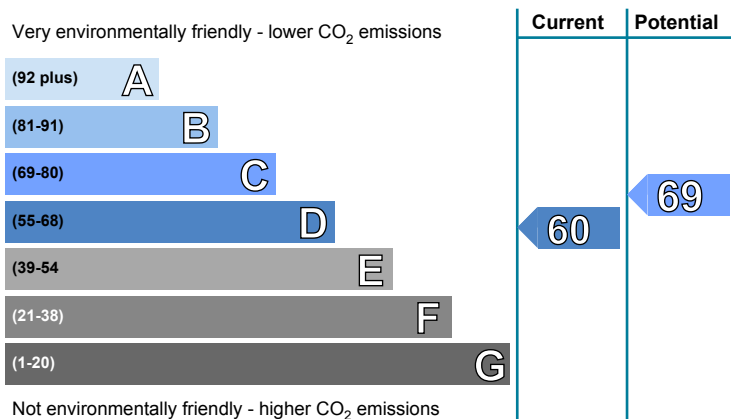 Very environmentally friendly - lower CO2 emissions
Current
Potential
(92 plus) A
(81-91) B
(69-80) C
(55-68) D
(39-54 E
(21-38) F
(1-20) G
60
69
Not environmentally friendly - higher CO2 emissions